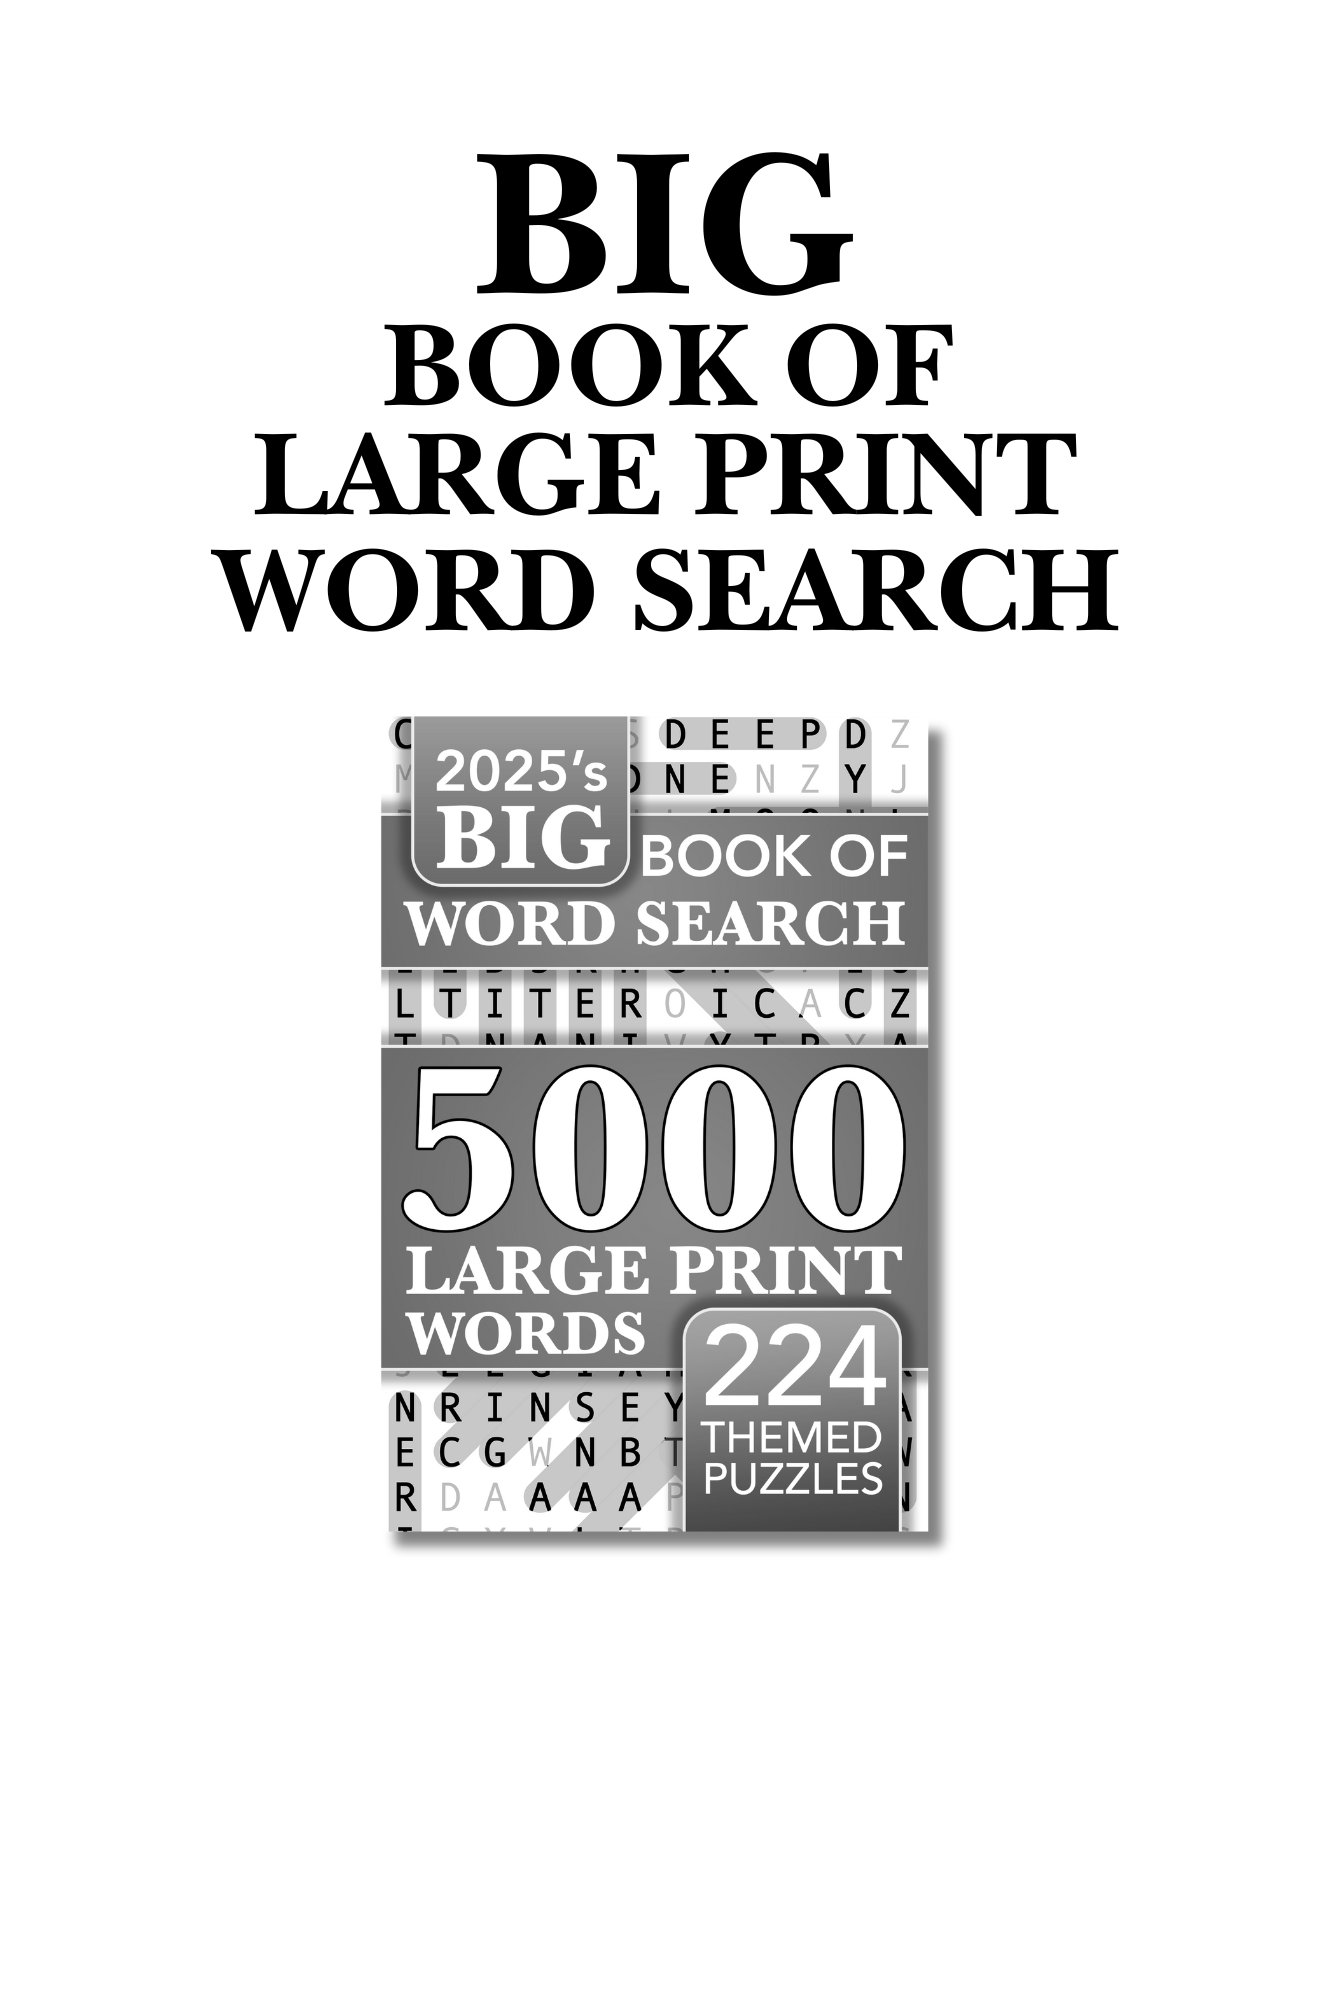 BIG
BOOK OF
LARGE PRINT
WORD SEARCH
D E E P D Z
N E N Z Y J
2025's
BIG BOOK OF
WORD SEARCH
L T I T E R O I C A C Z
5000
LARGE PRINT
WORDS
224
THEMED
PUZZLES
N R I N S E Y
E C G W N B T
R D A A A A P